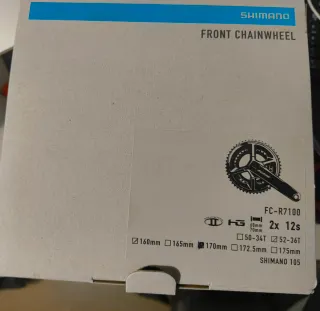 SHIMANO
FRONT CHAINWHEEL
FC-R7100
HG 2x 12s
50-34T 52-36T
160mm 165mm 170mm 172.5mm 175mm
SHIMANO 105